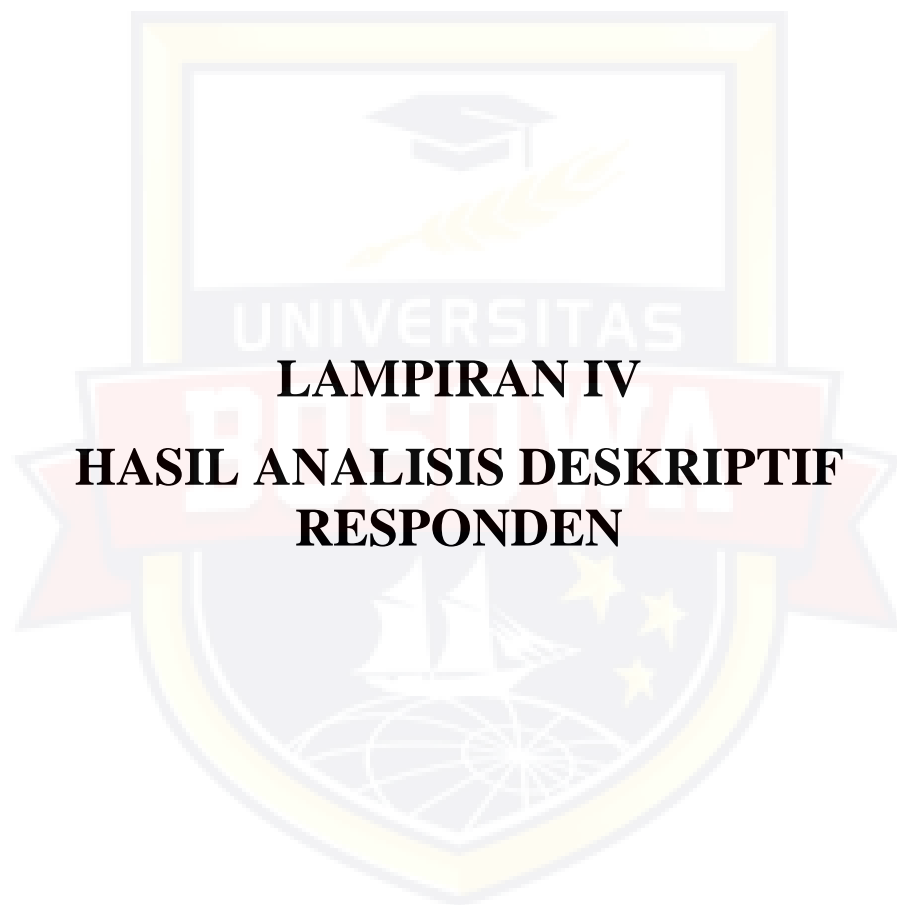 UNIVERSITAS
LAMPIRAN IV
BOSOWA
HASIL ANALISIS DESKRIPTIF
RESPONDEN